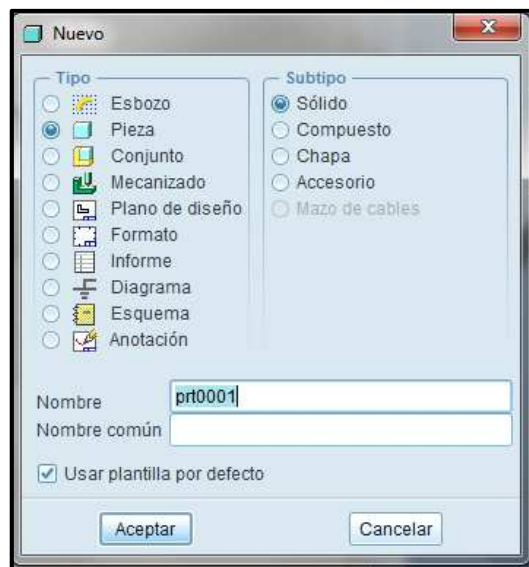 Nuevo
Tipo
Esbozo
Pieza
Conjunto
Mecanizado
Plano de diseño
Formato
Informe
Diagrama
Esquema
Anotación
Subtipo
Sólido
Compuesto
Chapa
Accesorio
Mazo de cables
Nombre prt0001
Nombre común
Usar plantilla por defecto
Aceptar Cancelar